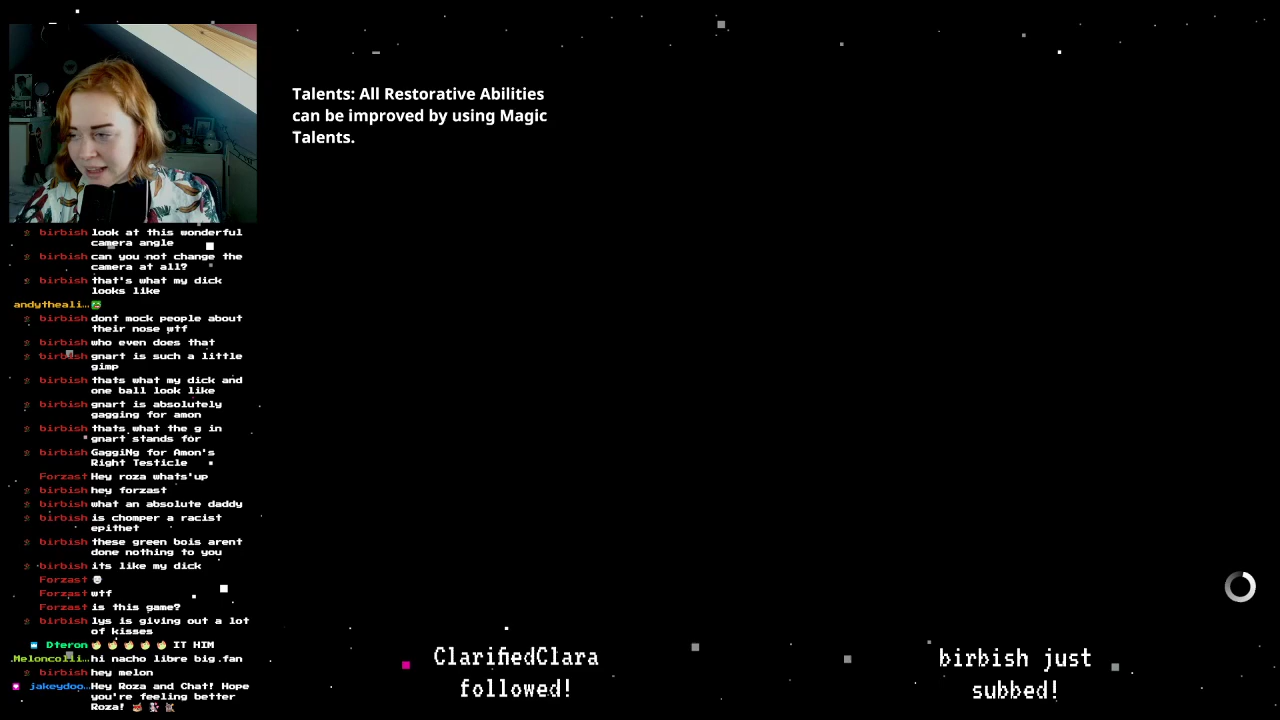 Talents: All Restorative Abilities
can be improved by using Magic
Talents.
birbish look at this wonderful
camera angle
birbish can you not change the
camera at all?
birbish that's what my dick
looks like
andytheali…
birbish dont mock people about
their nose wtf
birbish who even does that
birbish gnart is such a little
gimp
birbish thats what my dick and
one ball look like
birbish gnart is absolutely
gagging for amon
birbish thats what the g in
gnart stands for
birbish GaggiNg for Amon's
Right Testicle
Forzast Hey roza whats'up
birbish hey forzast
birbish what an absolute daddy
birbish is chomper a racist
epithet
birbish these green bois arent
done nothing to you
birbish its like my dick
Forzast
Forzast wtf
Forzast is this game?
birbish lys is giving out a lot
of kisses
Dteron IT HIM
Meloncolli… hi nacho libre big fan
birbish hey melon
jakeydoo… Hey Roza and Chat! Hope
you're feeling better
Roza!
ClarifiedClara
followed!
birbish just
subbed!